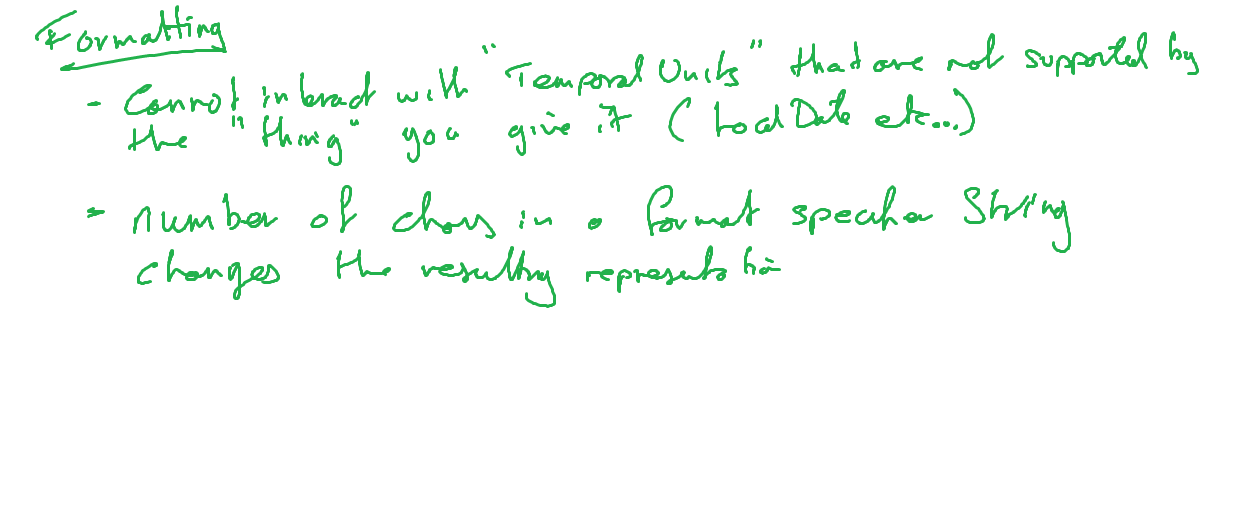 Formatting
- Cannot interact with "Temporal Units" that are not supported by
the "thing" you give it (LocalDate etc...)
- number of chars in a format specifier String
changes the resulting representation